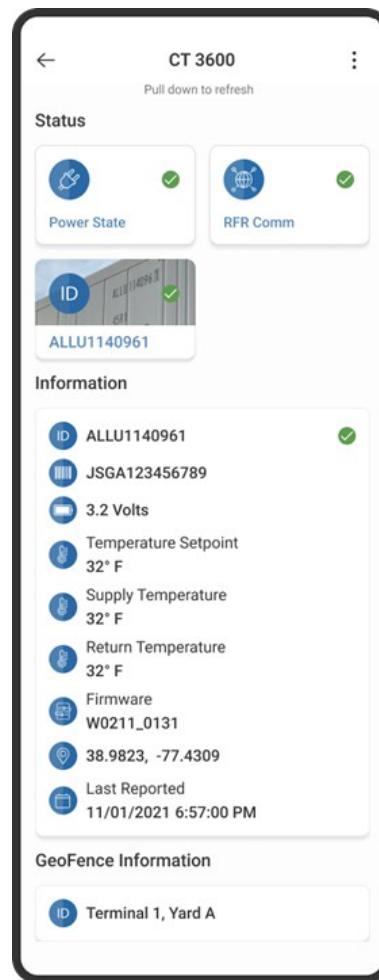 CT 3600
Pull down to refresh
Status
Power State
RFR Comm
ID
ALLU1140961
Information
ID ALLU1140961
JSGA123456789
3.2 Volts
Temperature Setpoint
32° F
Supply Temperature
32° F
Return Temperature
32° F
Firmware
W0211_0131
38.9823, -77.4309
Last Reported
11/01/2021 6:57:00 PM
GeoFence Information
ID Terminal 1, Yard A